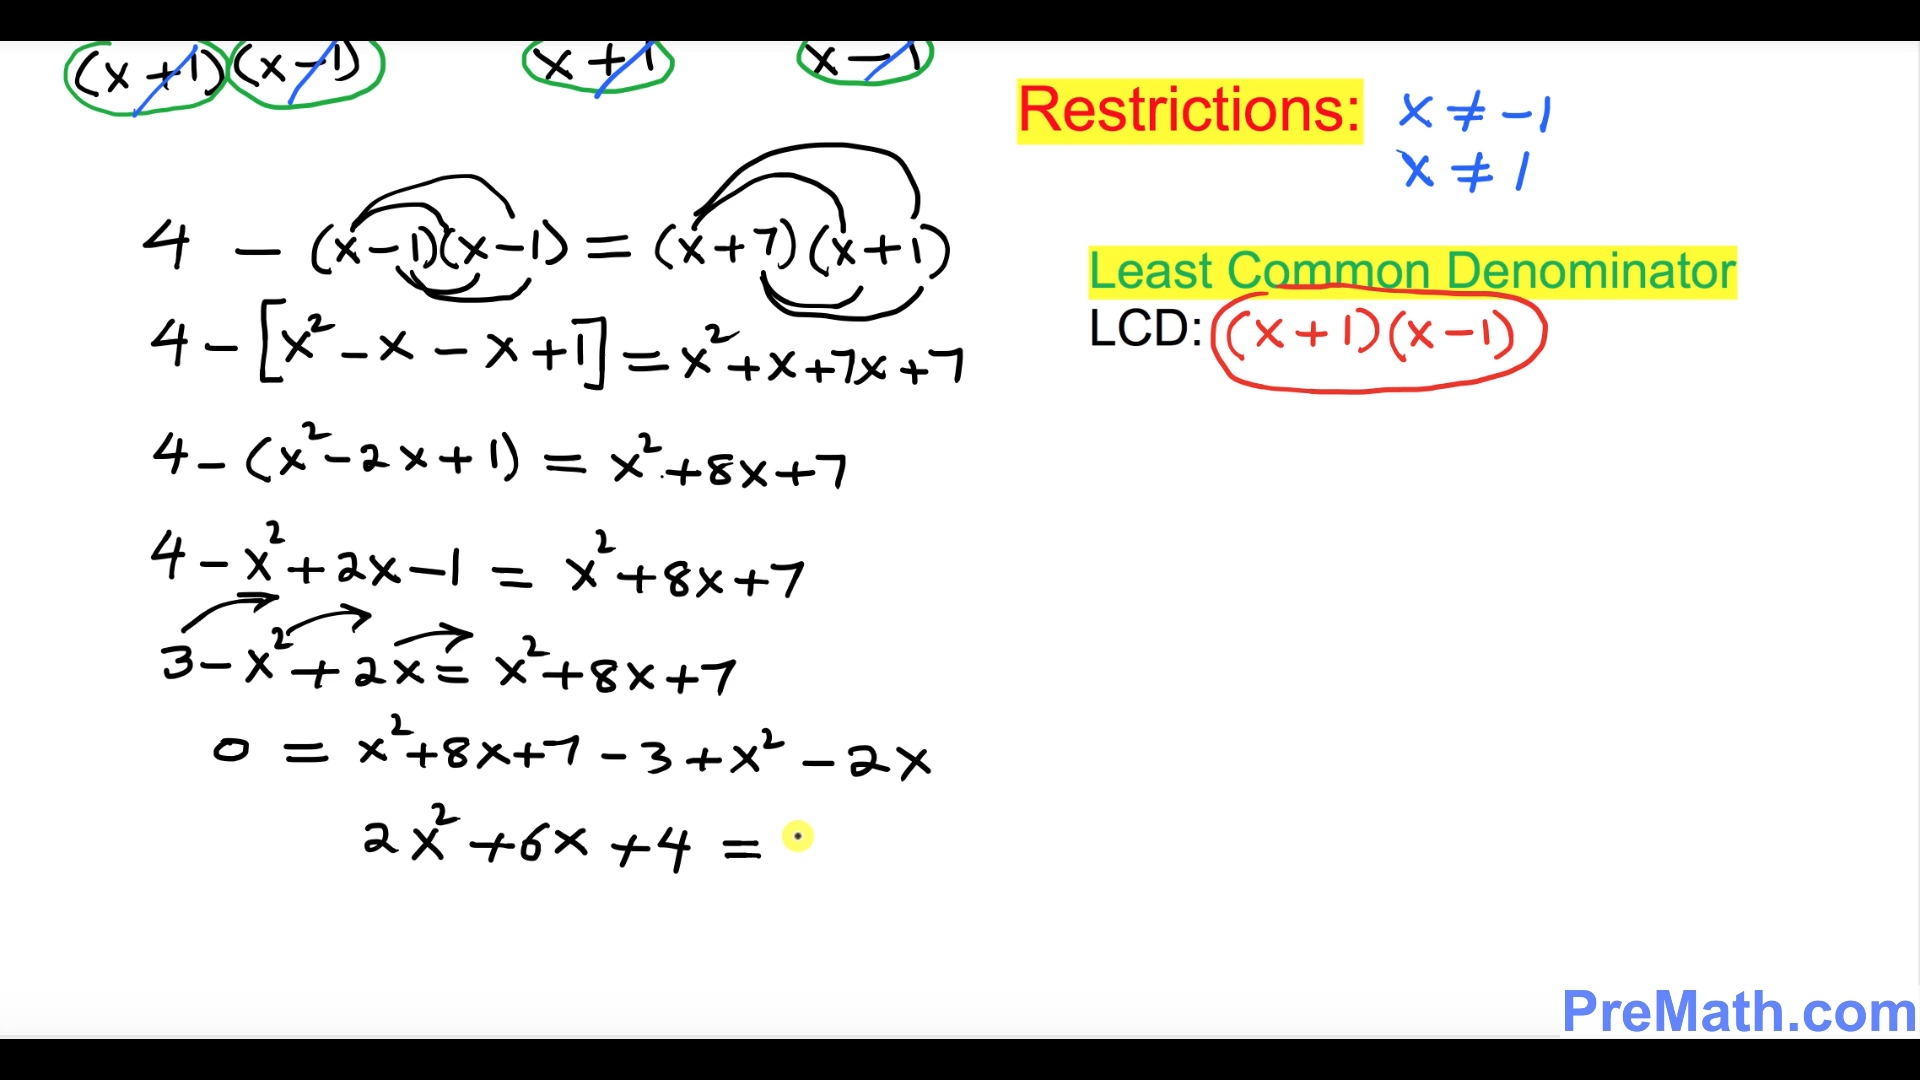 (x+1)(x-1) x+1 x-1
Restrictions: x ≠ -1
x ≠ 1
4 - (x-1)(x-1) = (x+7)(x+1)
Least Common Denominator
LCD: (x+1)(x-1)
4 - [x² - x - x + 1] = x² + x + 7x + 7
4 - (x² - 2x + 1) = x² + 8x + 7
4 - x² + 2x - 1 = x² + 8x + 7
3 - x² + 2x = x² + 8x + 7
0 = x² + 8x + 7 - 3 + x² - 2x
2x² + 6x + 4 =
PreMath.com